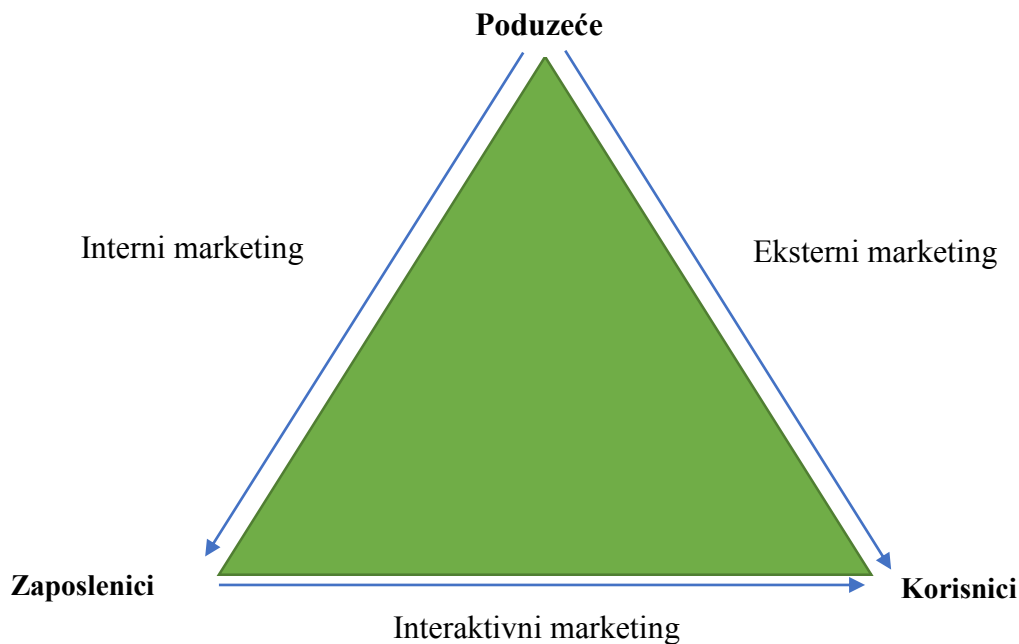 Poduzeće
Interni marketing
Eksterni marketing
Zaposlenici
Korisnici
Interaktivni marketing